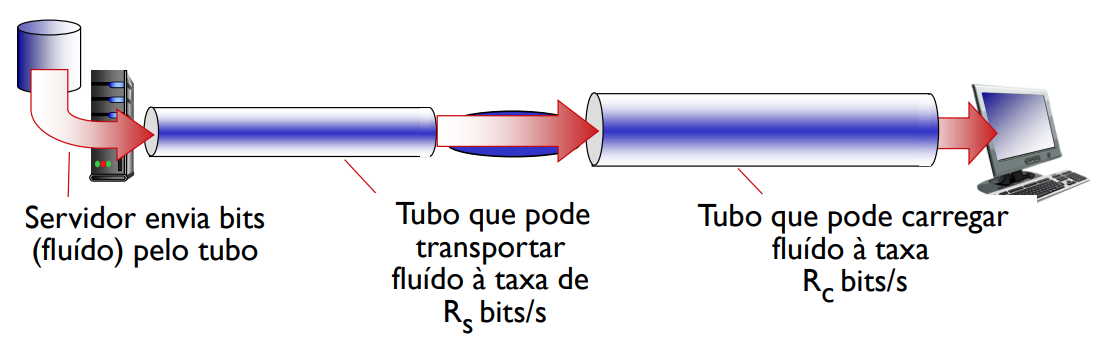 Servidor envia bits
(fluído) pelo tubo
Tubo que pode
transportar
fluído à taxa de
Rs bits/s
Tubo que pode carregar
fluído à taxa
Rc bits/s